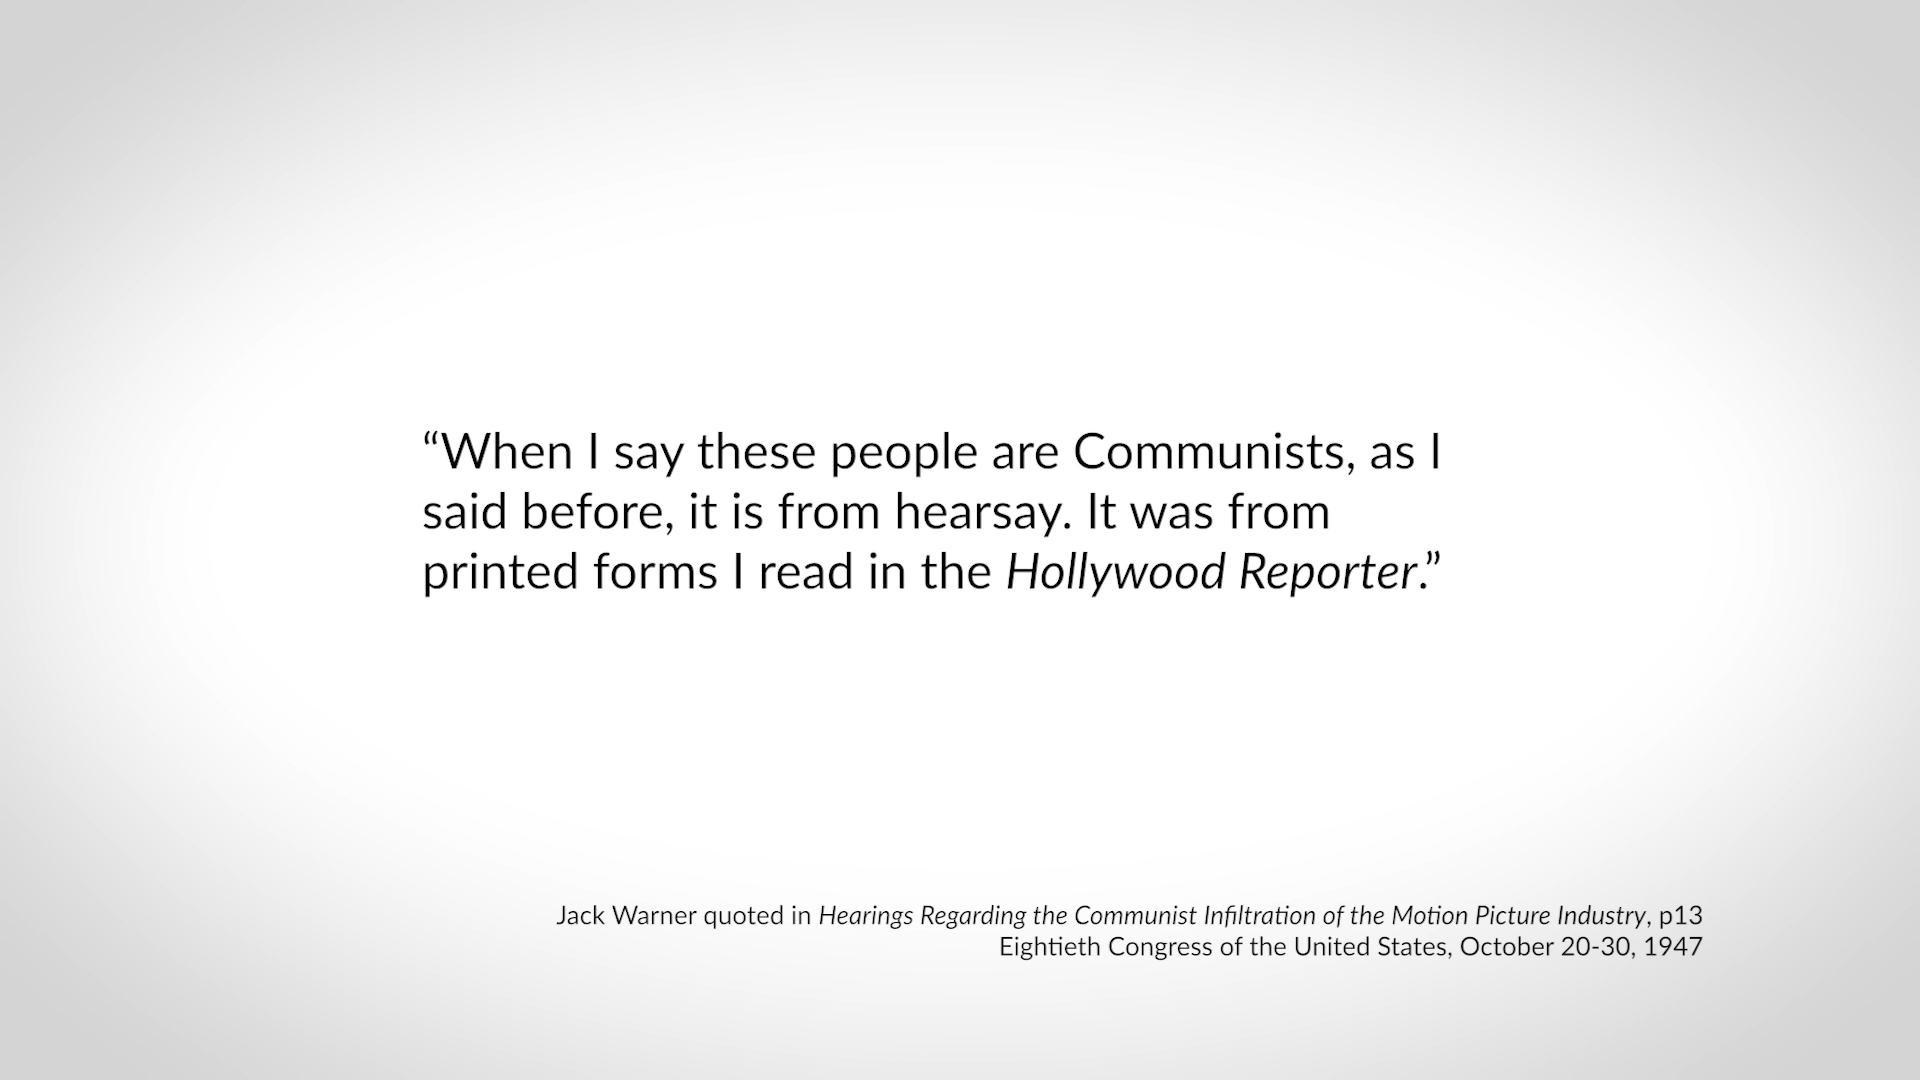 “When I say these people are Communists, as I
said before, it is from hearsay. It was from
printed forms I read in the Hollywood Reporter.”
Jack Warner quoted in Hearings Regarding the Communist Infiltration of the Motion Picture Industry, p13
Eightieth Congress of the United States, October 20-30, 1947